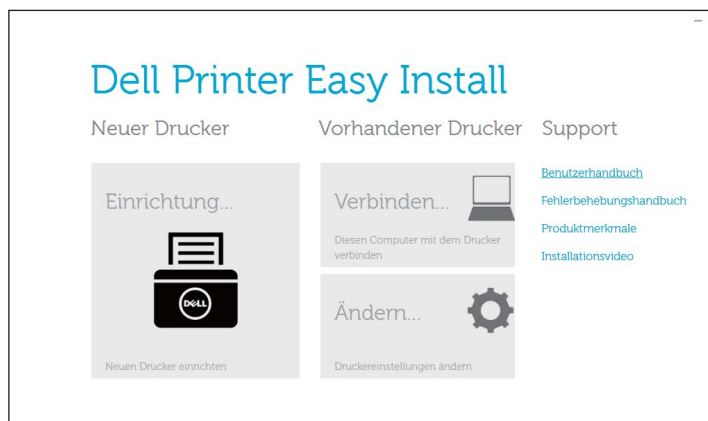 Dell Printer Easy Install
Neuer Drucker
Einrichtung...
DELL
Neuen Drucker einrichten
Vorhandener Drucker
Verbinden...
Diesen Computer mit dem Drucker
verbinden
Ändern...
Druckereinstellungen ändern
Support
Benutzerhandbuch
Fehlerbehebungshandbuch
Produktmerkmale
Installationsvideo